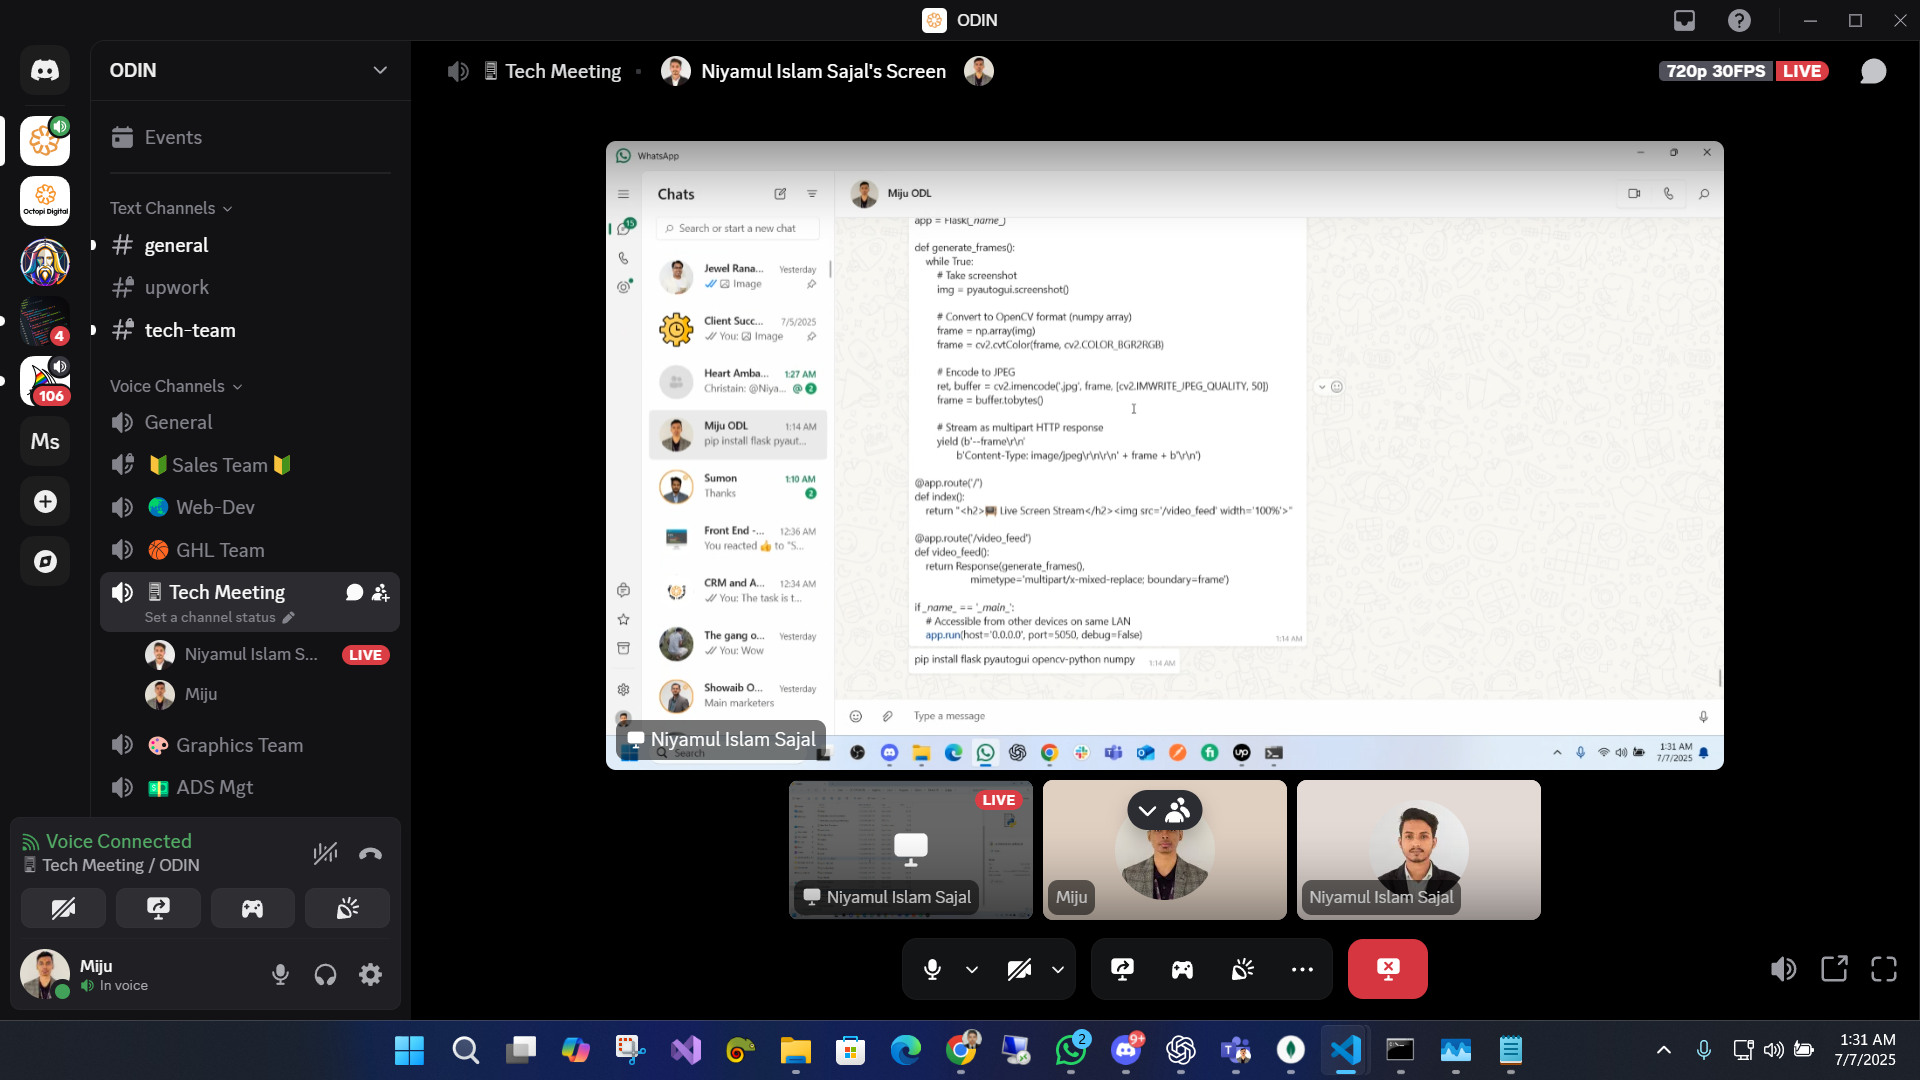 ODIN
ODIN
Events
Text Channels
general
upwork
tech-team
Voice Channels
General
Sales Team
Web-Dev
GHL Team
Tech Meeting
Set a channel status
Niyamul Islam S...
LIVE
Miju
Graphics Team
ADS Mgt
Octopi Digital
4
106
Ms
Voice Connected
Tech Meeting / ODIN
Miju
In voice
Tech Meeting
Niyamul Islam Sajal's Screen
720p 30FPS
LIVE
WhatsApp
Chats
Search or start a new chat
15
Jewel Rana...
Yesterday
Image
Client Succ...
7/5/2025
You: Image
Heart Amba...
1:27 AM
Christain: @Niya...
@ 2
Miju ODL
1:14 AM
pip install flask pyaut...
Sumon
1:10 AM
Thanks
2
Front End -...
12:36 AM
You reacted 👍 to "S...
CRM and A...
12:34 AM
You: The task is t...
The gang o...
Yesterday
You: Wow
Showaib O...
Yesterday
Main marketers
Miju ODL
app = Flask(_name_)
def generate_frames():
while True:
# Take screenshot
img = pyautogui.screenshot()
# Convert to OpenCV format (numpy array)
frame = np.array(img)
frame = cv2.cvtColor(frame, cv2.COLOR_BGR2RGB)
# Encode to JPEG
ret, buffer = cv2.imencode('.jpg', frame, [cv2.IMWRITE_JPEG_QUALITY, 50])
frame = buffer.tobytes()
# Stream as multipart HTTP response
yield (b'--frame\r\n'
b'Content-Type: image/jpeg\r\n\r\n' + frame + b'\r\n')
@app.route('/')
def index():
return "<h2> Live Screen Stream</h2><img src='/video_feed' width='100%'>"
@app.route('/video_feed')
def video_feed():
return Response(generate_frames(),
mimetype='multipart/x-mixed-replace; boundary=frame')
if _name_ == '_main_':
# Accessible from other devices on same LAN
app.run(host='0.0.0.0', port=5050, debug=False)
1:14 AM
pip install flask pyautogui opencv-python numpy
1:14 AM
Type a message
Niyamul Islam Sajal
Search
1:31 AM
7/7/2025
LIVE
Niyamul Islam Sajal
Miju
Niyamul Islam Sajal
2
9+
1:31 AM
7/7/2025